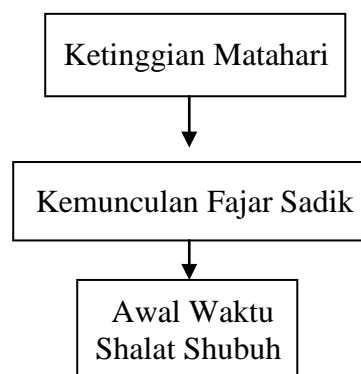 Ketinggian Matahari
Kemunculan Fajar Sadik
Awal Waktu
Shalat Shubuh